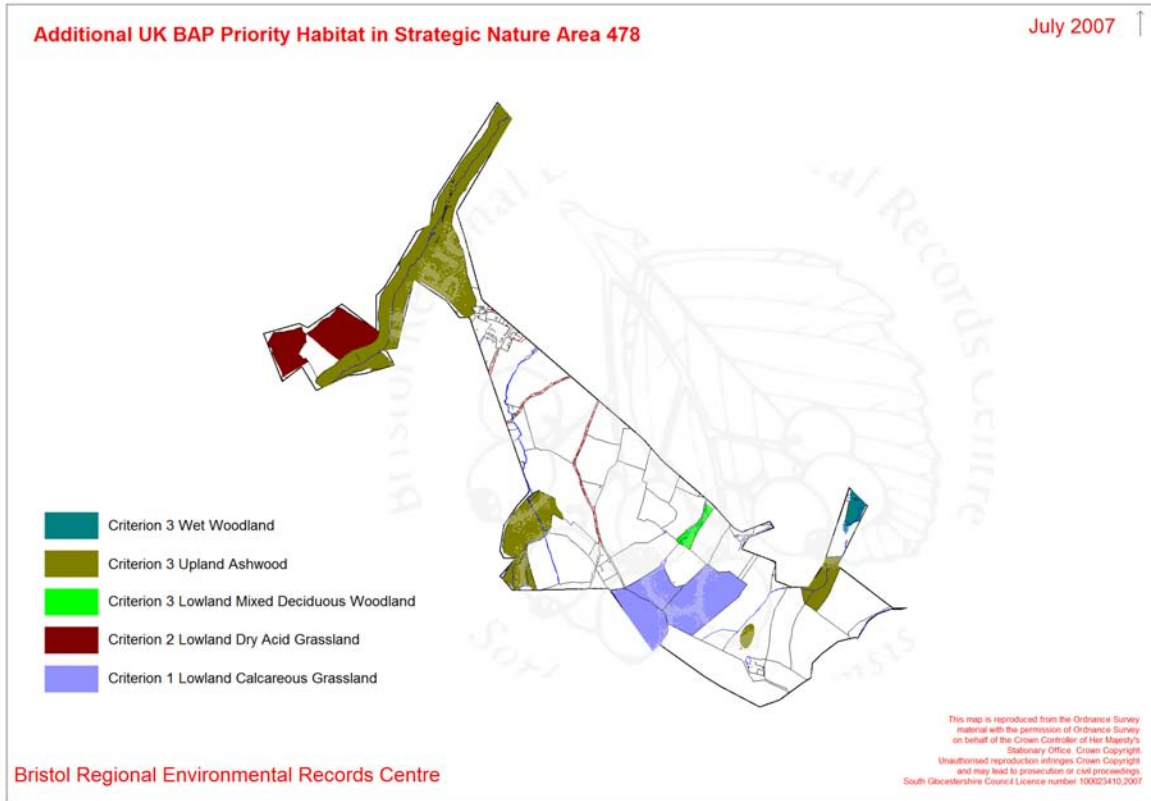 Additional UK BAP Priority Habitat in Strategic Nature Area 478
July 2007
Criterion 3 Wet Woodland
Criterion 3 Upland Ashwood
Criterion 3 Lowland Mixed Deciduous Woodland
Criterion 2 Lowland Dry Acid Grassland
Criterion 1 Lowland Calcareous Grassland
This map is reproduced from the Ordnance Survey
material with the permission of Ordnance Survey
on behalf of the Crown Controller of Her Majesty's
Stationary Office. Crown Copyright.
Unauthorised reproduction infringes Crown Copyright
and may lead to prosecution or civil proceedings.
South Glocestershire Council Licence number 100023410,2007
Bristol Regional Environmental Records Centre